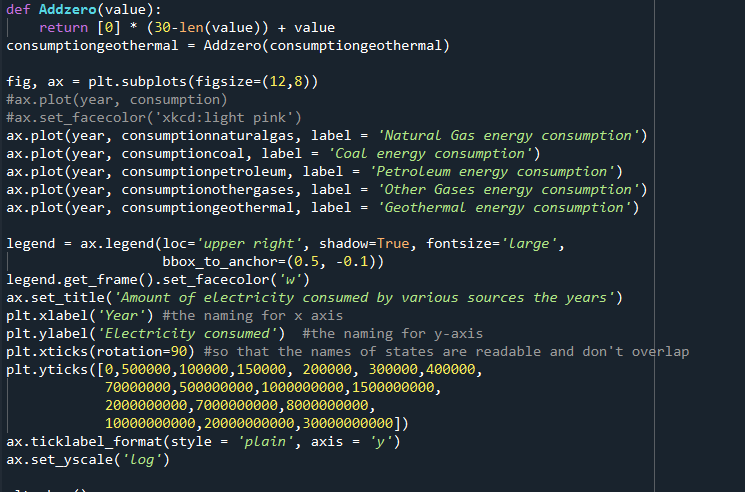 def Addzero(value):
return [0] * (30-len(value)) + value
consumptiongeothermal = Addzero(consumptiongeothermal)
fig, ax = plt.subplots(figsize=(12,8))
#ax.plot(year, consumption)
#ax.set_facecolor('xkcd:light pink')
ax.plot(year, consumptionnaturalgas, label = 'Natural Gas energy consumption')
ax.plot(year, consumptioncoal, label = 'Coal energy consumption')
ax.plot(year, consumptionpetroleum, label = 'Petroleum energy consumption')
ax.plot(year, consumptionothergases, label = 'Other Gases energy consumption')
ax.plot(year, consumptiongeothermal, label = 'Geothermal energy consumption')
legend = ax.legend(loc='upper right', shadow=True, fontsize='large',
bbox_to_anchor=(0.5, -0.1))
legend.get_frame().set_facecolor('w')
ax.set_title('Amount of electricity consumed by various sources the years')
plt.xlabel('Year') #the naming for x axis
plt.ylabel('Electricity consumed')  #the naming for y-axis
plt.xticks(rotation=90) #so that the names of states are readable and don't overlap
plt.yticks([0,500000,100000,150000, 200000, 300000,400000,
70000000,500000000,1000000000,1500000000,
2000000000,7000000000,8000000000,
10000000000,20000000000,30000000000])
ax.ticklabel_format(style = 'plain', axis = 'y')
ax.set_yscale('log')